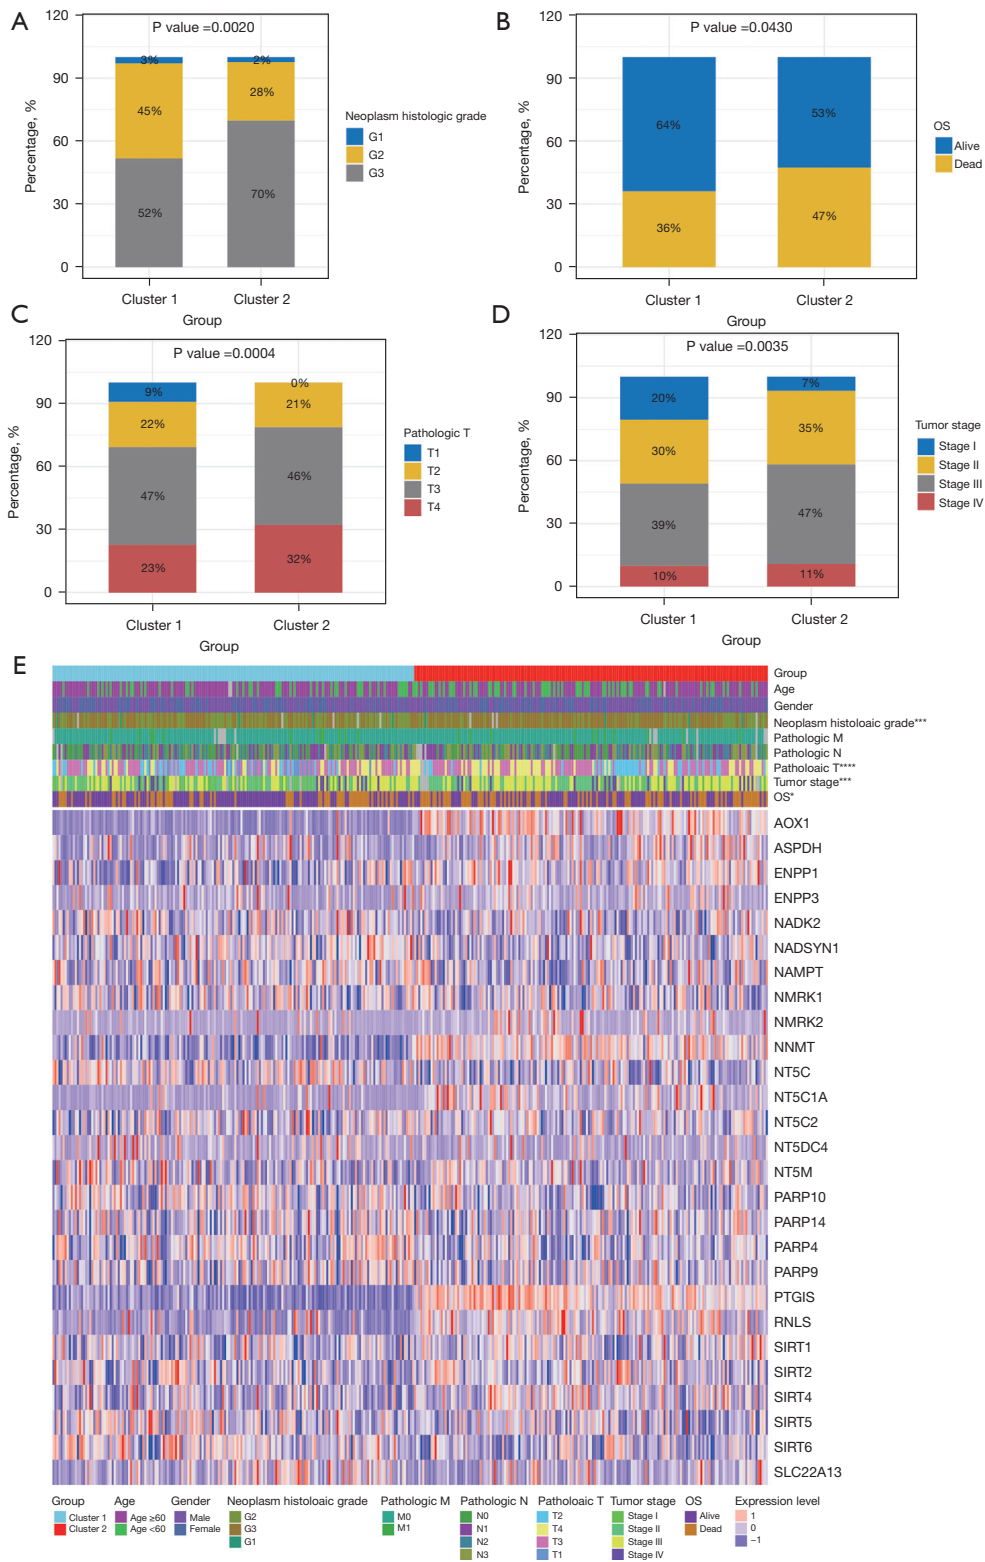 A
P value =0.0020
120
90
60
30
0
Percentage, %
3%
45%
52%
2%
28%
70%
Cluster 1
Cluster 2
Group
Neoplasm histologic grade
G1
G2
G3
B
P value =0.0430
120
90
60
30
0
Percentage, %
64%
36%
53%
47%
Cluster 1
Cluster 2
Group
OS
Alive
Dead
C
P value =0.0004
120
90
60
30
0
Percentage, %
9%
22%
47%
23%
0%
21%
46%
32%
Cluster 1
Cluster 2
Group
Pathologic T
T1
T2
T3
T4
D
P value =0.0035
120
90
60
30
0
Percentage, %
20%
30%
39%
10%
7%
35%
47%
11%
Cluster 1
Cluster 2
Group
Tumor stage
Stage I
Stage II
Stage III
Stage IV
E
Group
Age
Gender
Neoplasm histoloaic grade***
Pathologic M
Pathologic N
Patholoaic T****
Tumor stage***
OS*
AOX1
ASPDH
ENPP1
ENPP3
NADK2
NADSYN1
NAMPT
NMRK1
NMRK2
NNMT
NT5C
NT5C1A
NT5C2
NT5DC4
NT5M
PARP10
PARP14
PARP4
PARP9
PTGIS
RNLS
SIRT1
SIRT2
SIRT4
SIRT5
SIRT6
SLC22A13
Group
Cluster 1
Cluster 2
Age
Age ≥60
Age <60
Gender
Male
Female
Neoplasm histoloaic grade
G2
G3
G1
Pathologic M
M0
M1
Pathologic N
N0
N1
N2
N3
Patholoaic T
T2
T4
T3
T1
Tumor stage
Stage I
Stage II
Stage III
Stage IV
OS
Alive
Dead
Expression level
1
0
−1